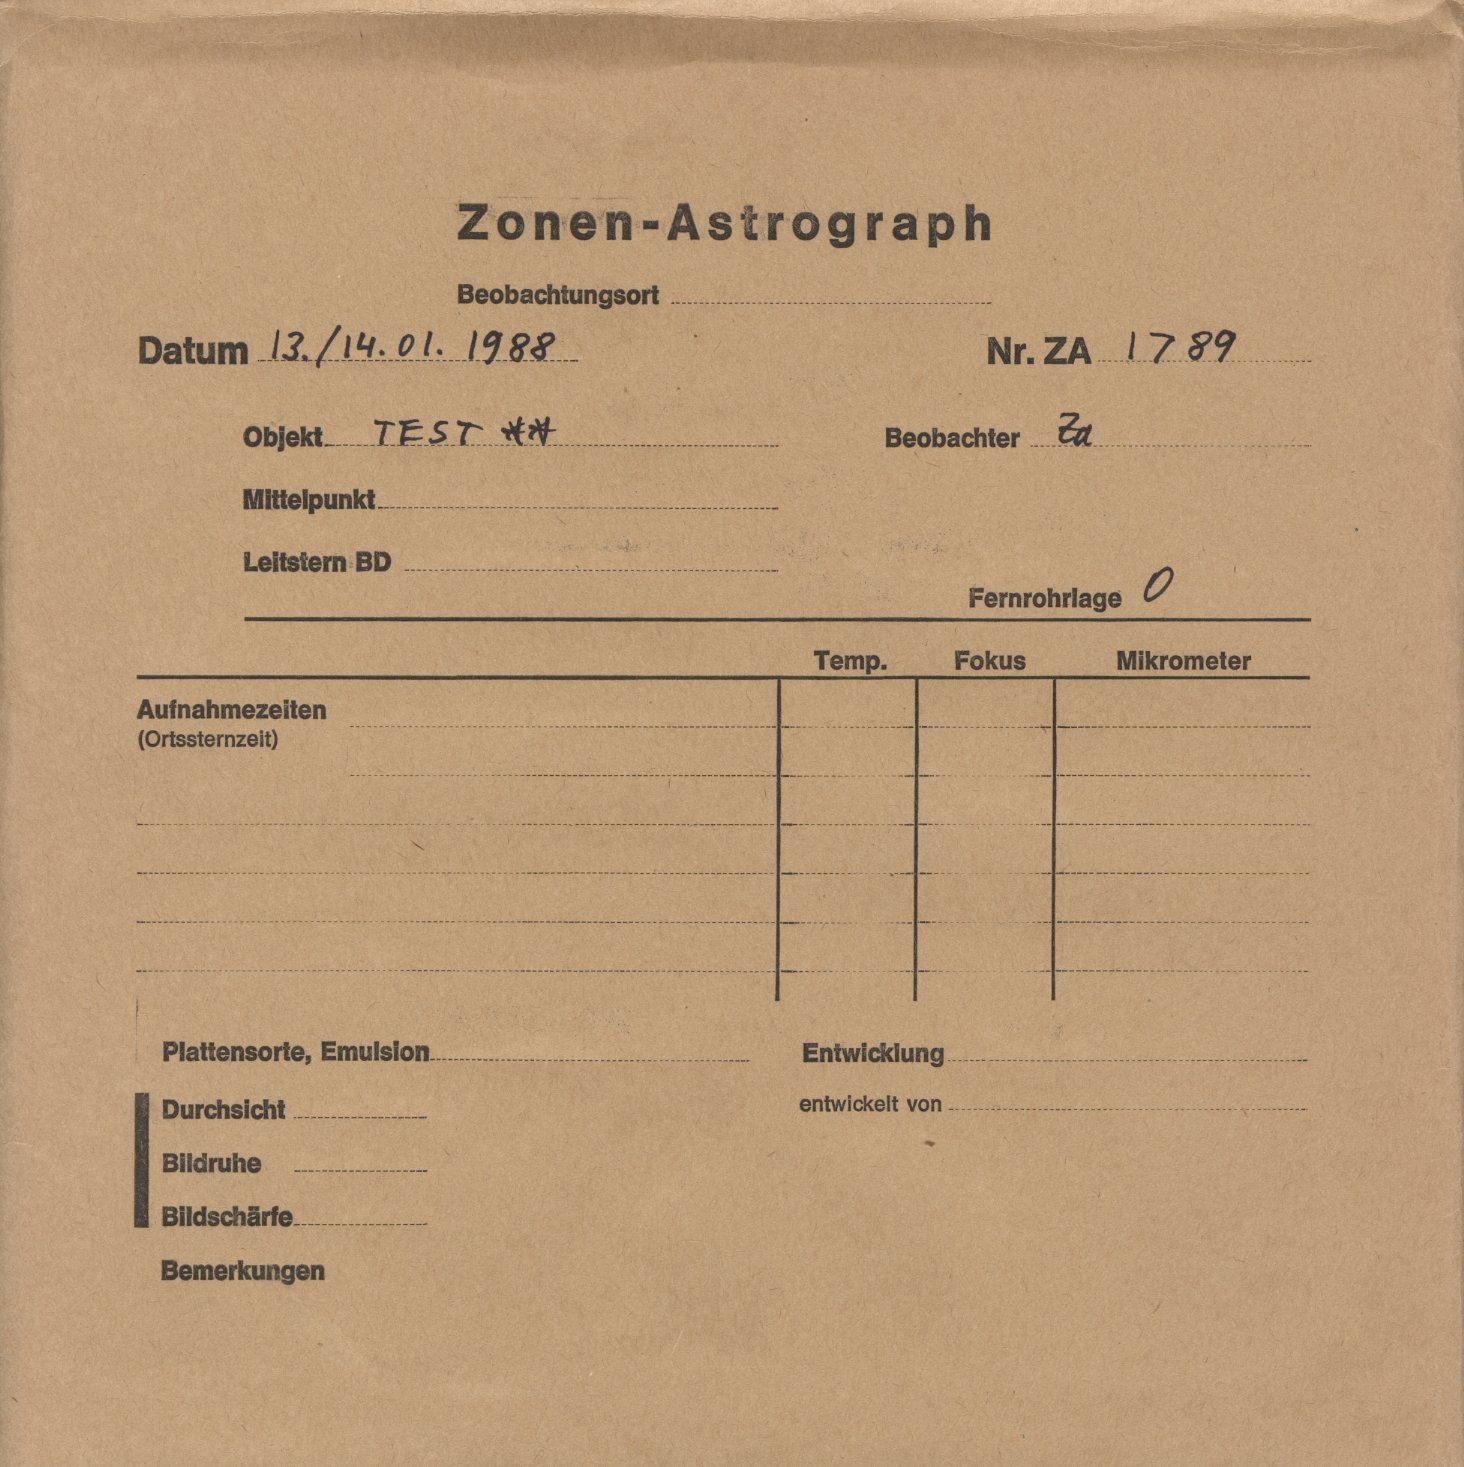 Zonen-Astrograph
Beobachtungsort
Datum 13./14.01.1988 Nr. ZA 1789
Objekt TEST ** Beobachter Za
Mittelpunkt
Leitstern BD
Fernrohrlage O
Temp. Fokus Mikrometer
Aufnahmezeiten
(Ortssternzeit)
Plattensorte, Emulsion Entwicklung
Durchsicht entwickelt von
Bildruhe
Bildschärfe
Bemerkungen